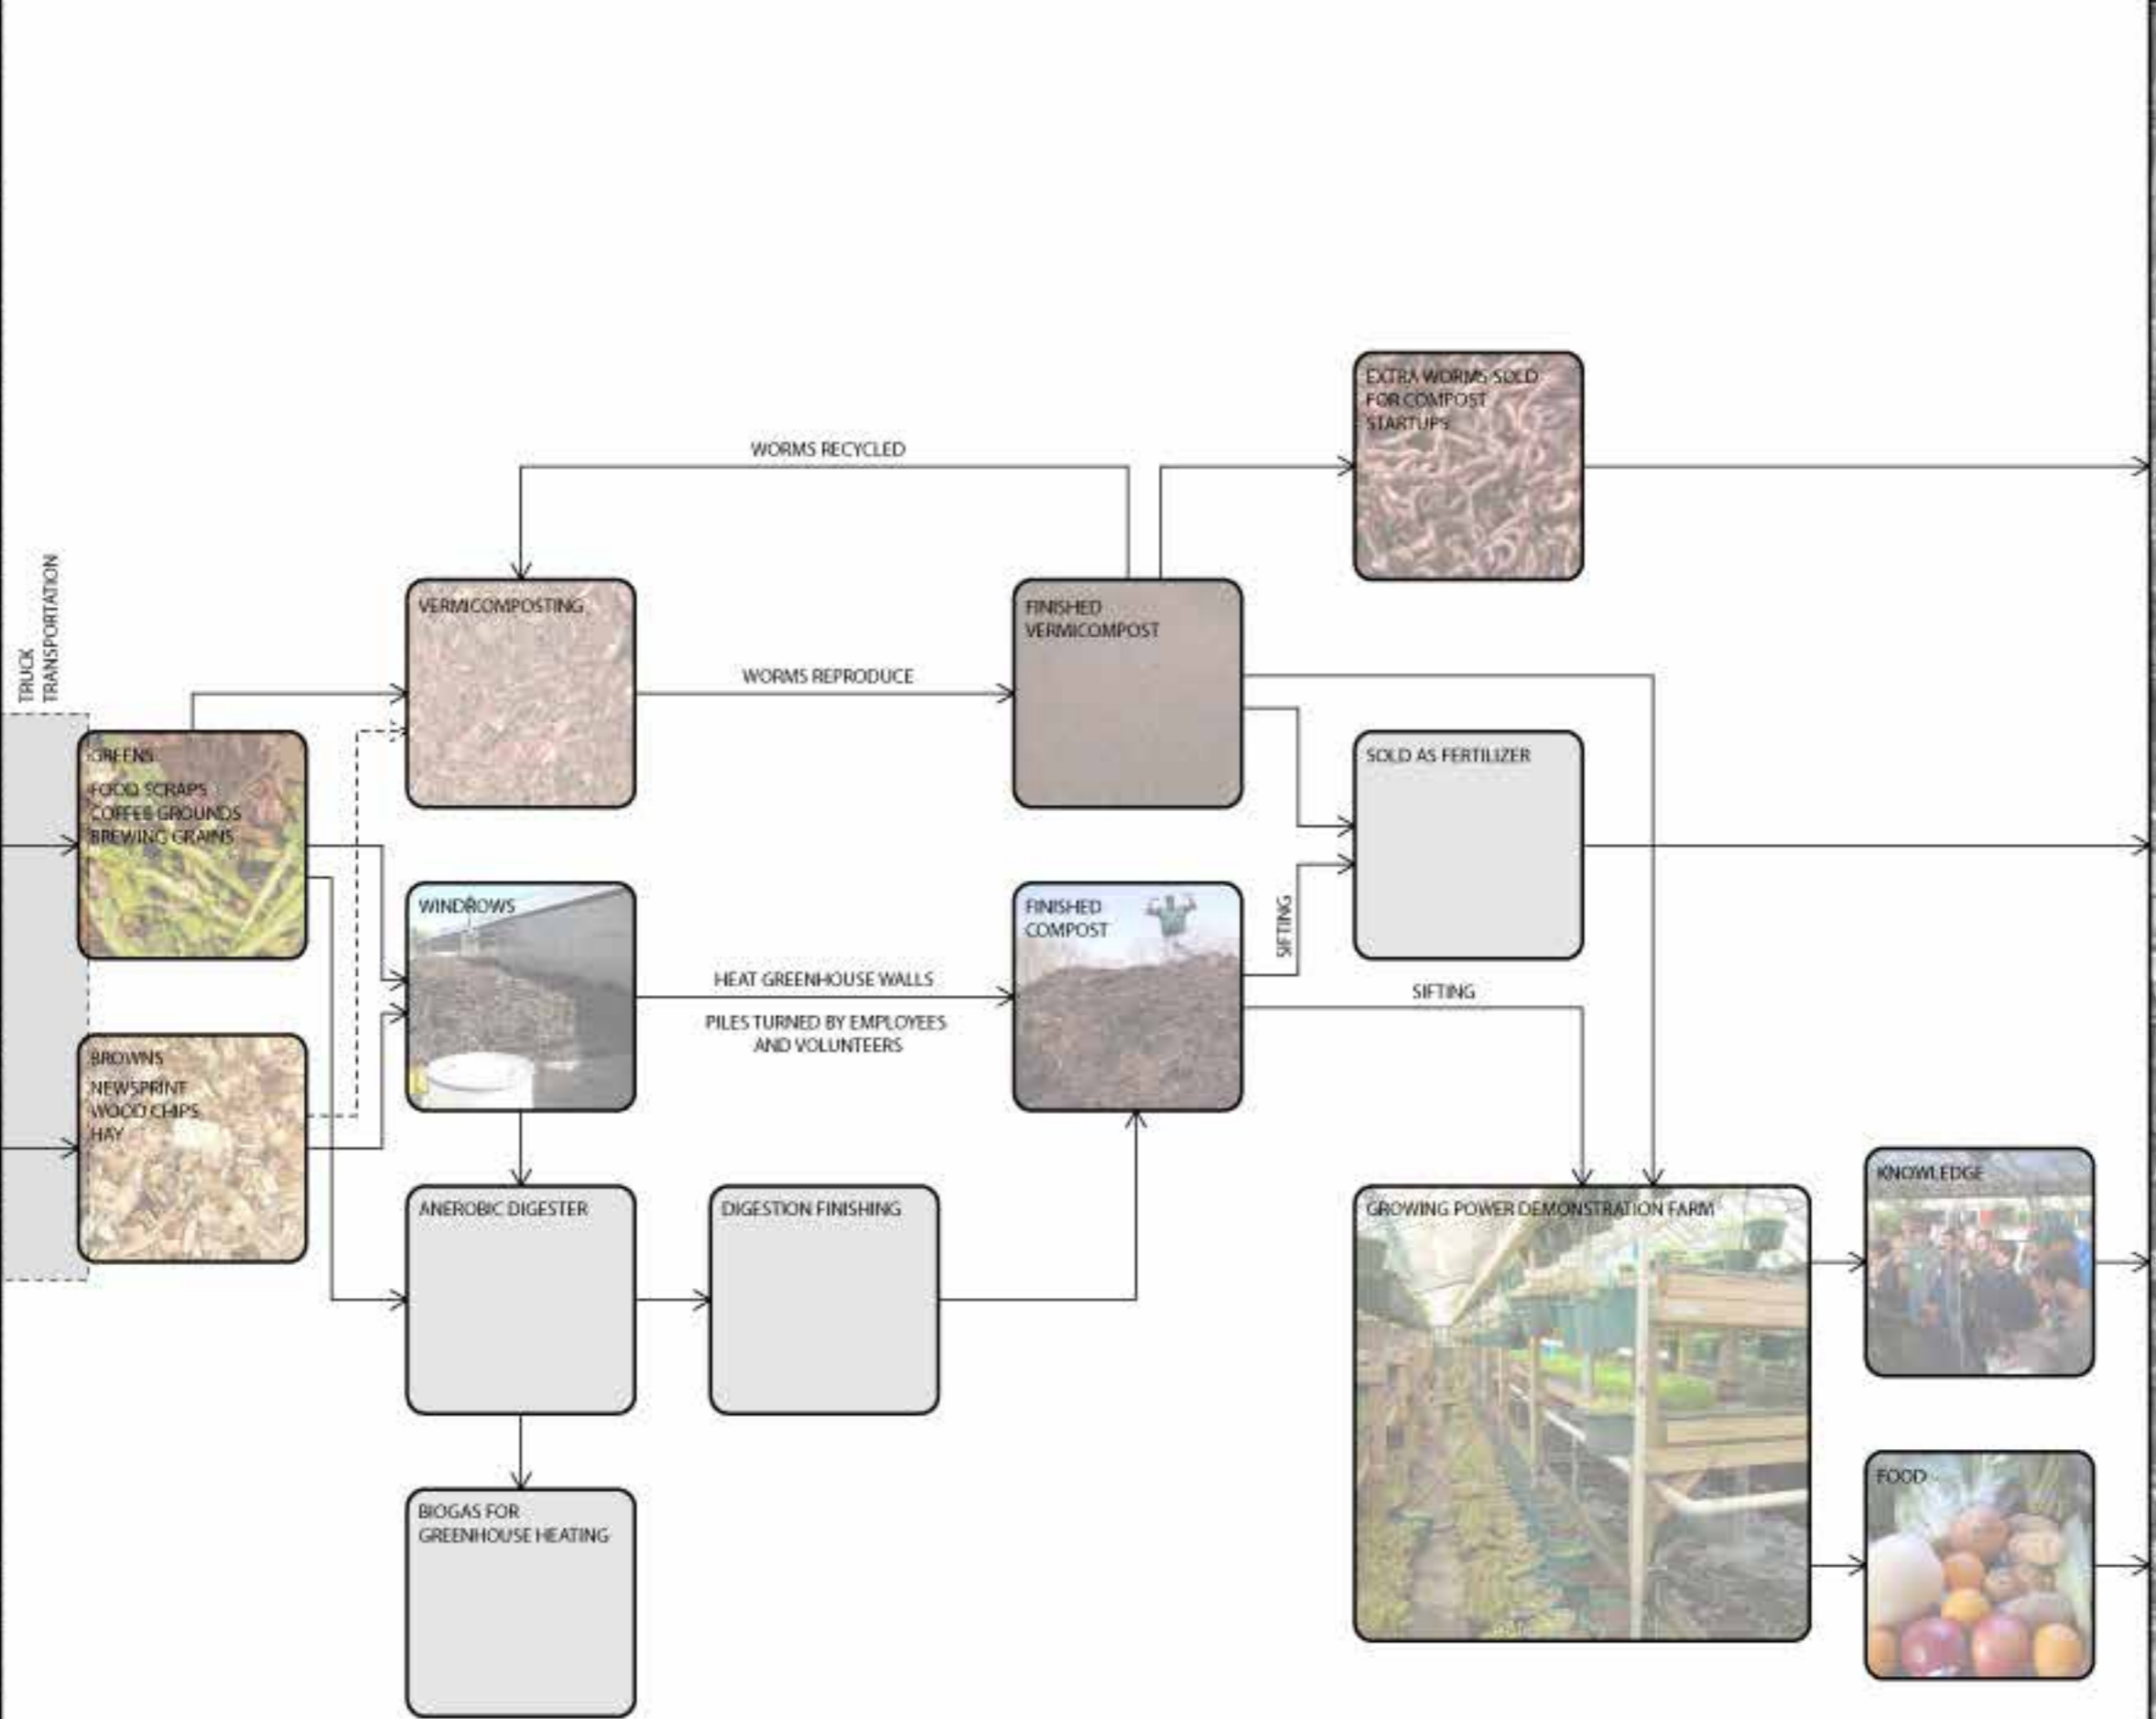 EXTRA WORMS SOLD
FOR COMPOST
STARTUPS
WORMS RECYCLED
TRUCK
TRANSPORTATION
VERMICOMPOSTING
WORMS REPRODUCE
FINISHED
VERMICOMPOST
GREENS
FOOD SCRAPS
COFFEE GROUNDS
BREWING GRAINS
SOLD AS FERTILIZER
WINDROWS
HEAT GREENHOUSE WALLS
PILES TURNED BY EMPLOYEES
AND VOLUNTEERS
FINISHED
COMPOST
SIFTING
SIFTING
BROWNS
NEWSPRINT
WOOD CHIPS
HAY
ANEROBIC DIGESTER
DIGESTION FINISHING
GROWING POWER DEMONSTRATION FARM
KNOWLEDGE
FOOD
BIOGAS FOR
GREENHOUSE HEATING